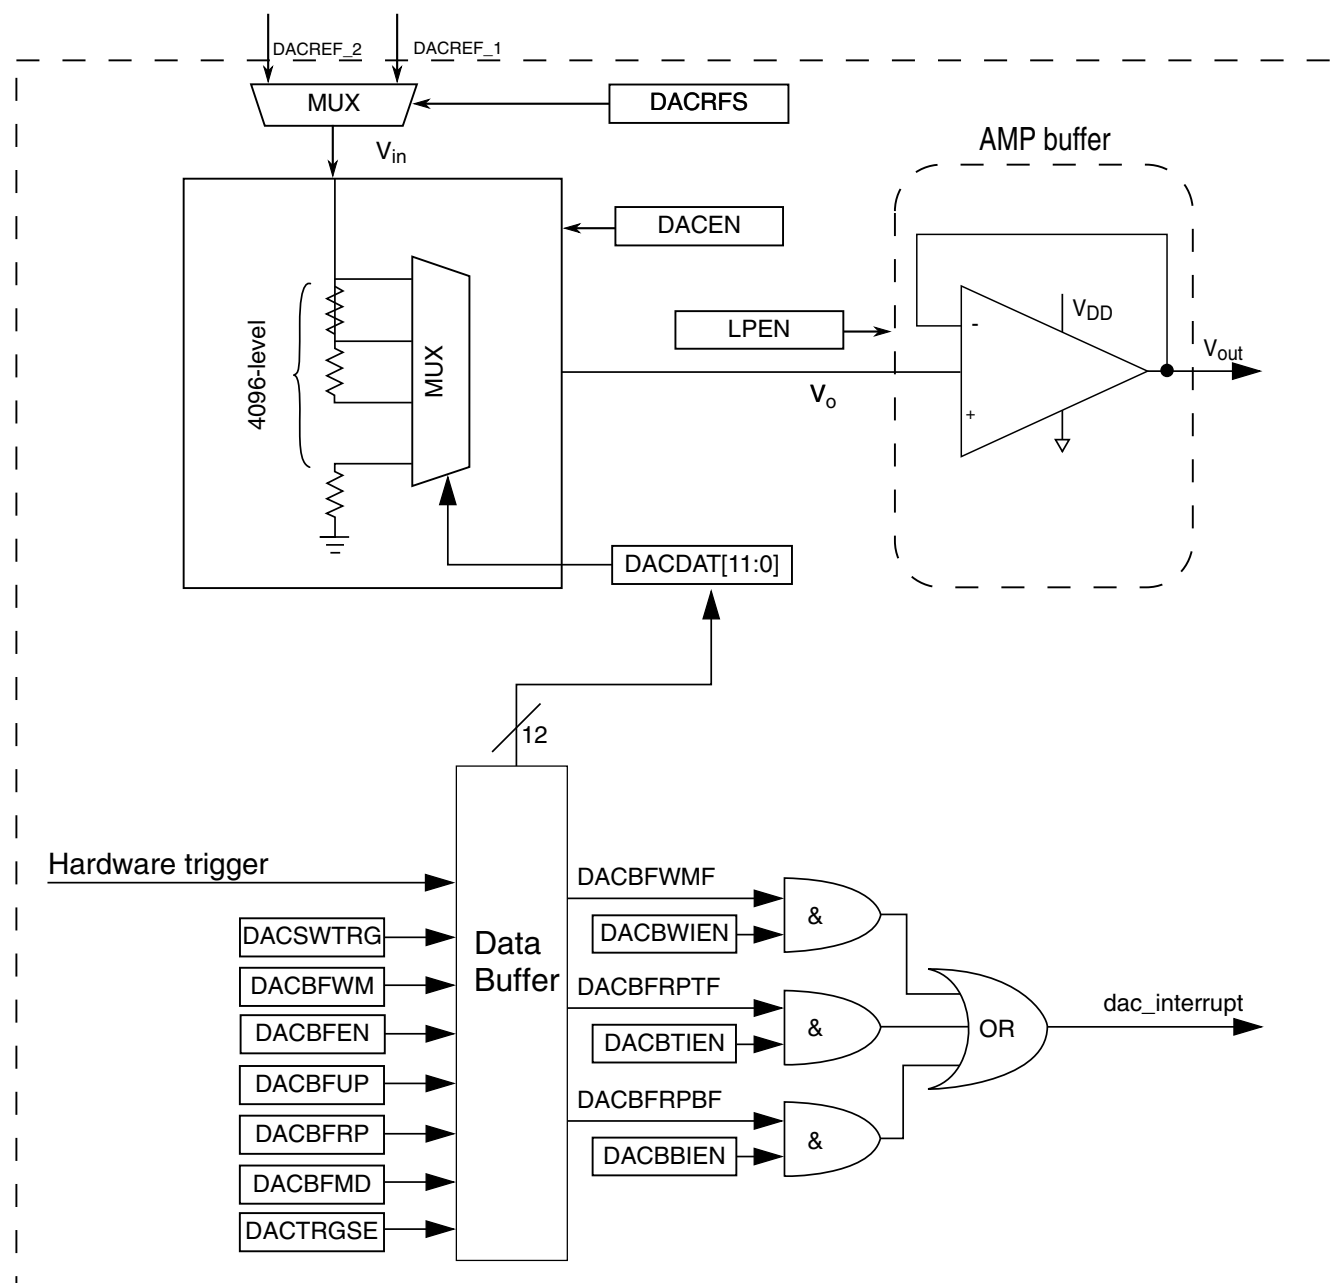 DACREF_2
DACREF_1
MUX
DACRFS
Vin
AMP buffer
DACEN
VDD
LPEN
-
Vout
4096-level
MUX
Vo
+
DACDAT[11:0]
12
Hardware trigger
DACBFWMF
&
DACSWTRG
DACBWIEN
Data
Buffer
DACBFWM
DACBFRPTF
dac_interrupt
DACBFEN
&
OR
DACBTIEN
DACBFUP
DACBFRPBF
DACBFRP
&
DACBBIEN
DACBFMD
DACTRGSE